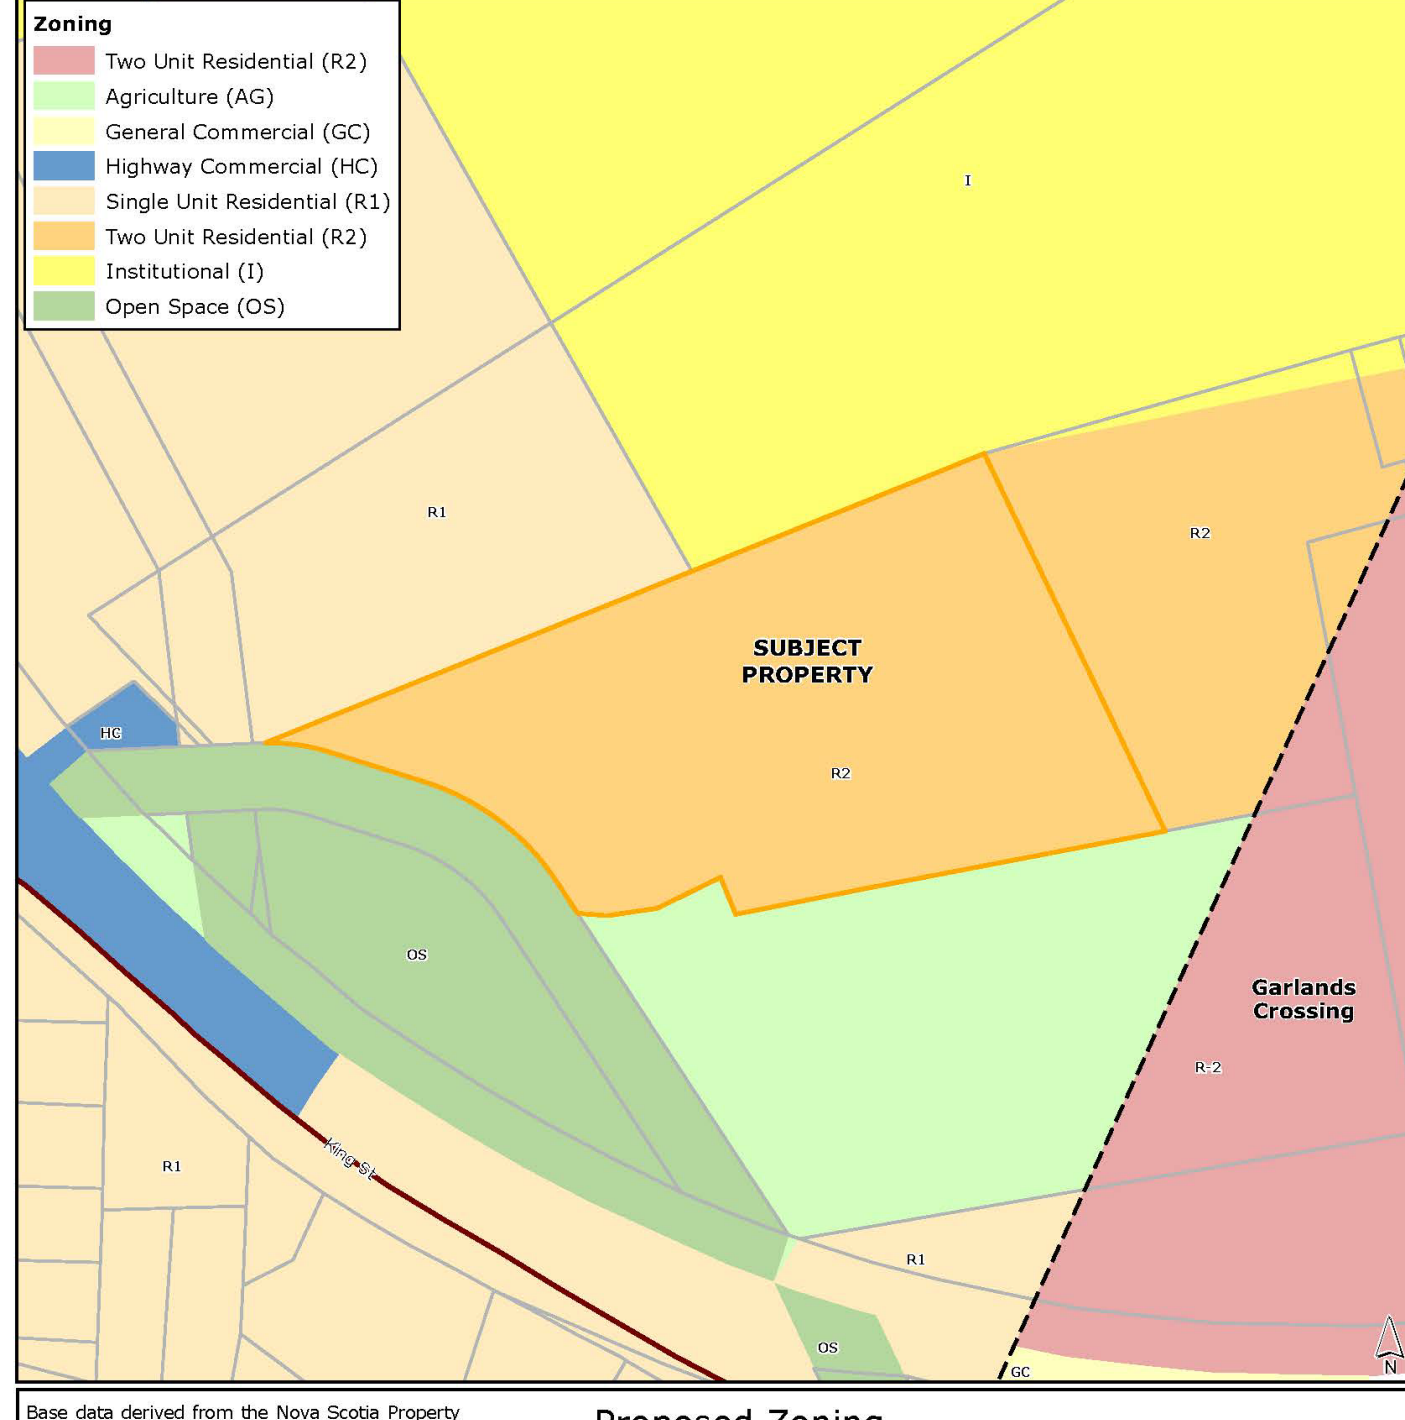 Zoning
Two Unit Residential (R2)
Agriculture (AG)
General Commercial (GC)
Highway Commercial (HC)
Single Unit Residential (R1)
Two Unit Residential (R2)
Institutional (I)
Open Space (OS)
I
R1
R2
SUBJECT
PROPERTY
HC
R2
OS
Garlands
Crossing
R-2
King St
R1
R1
OS
GC
N
Base data derived from the Nova Scotia Property
Proposed Zoning